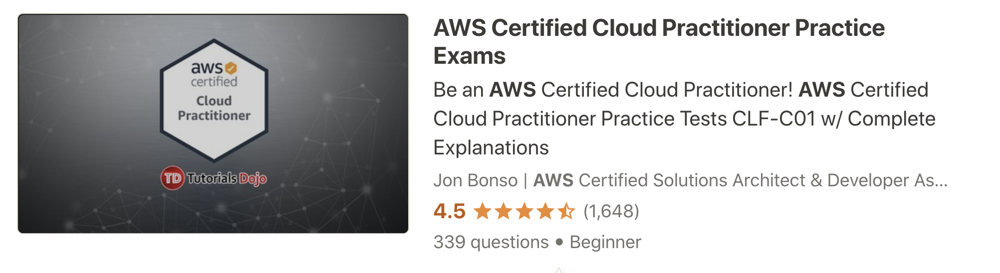 aws
certified
Cloud
Practitioner
TD Tutorials Dojo
AWS Certified Cloud Practitioner Practice
Exams
Be an AWS Certified Cloud Practitioner! AWS Certified
Cloud Practitioner Practice Tests CLF-C01 w/ Complete
Explanations
Jon Bonso | AWS Certified Solutions Architect & Developer As...
4.5 (1,648)
339 questions • Beginner